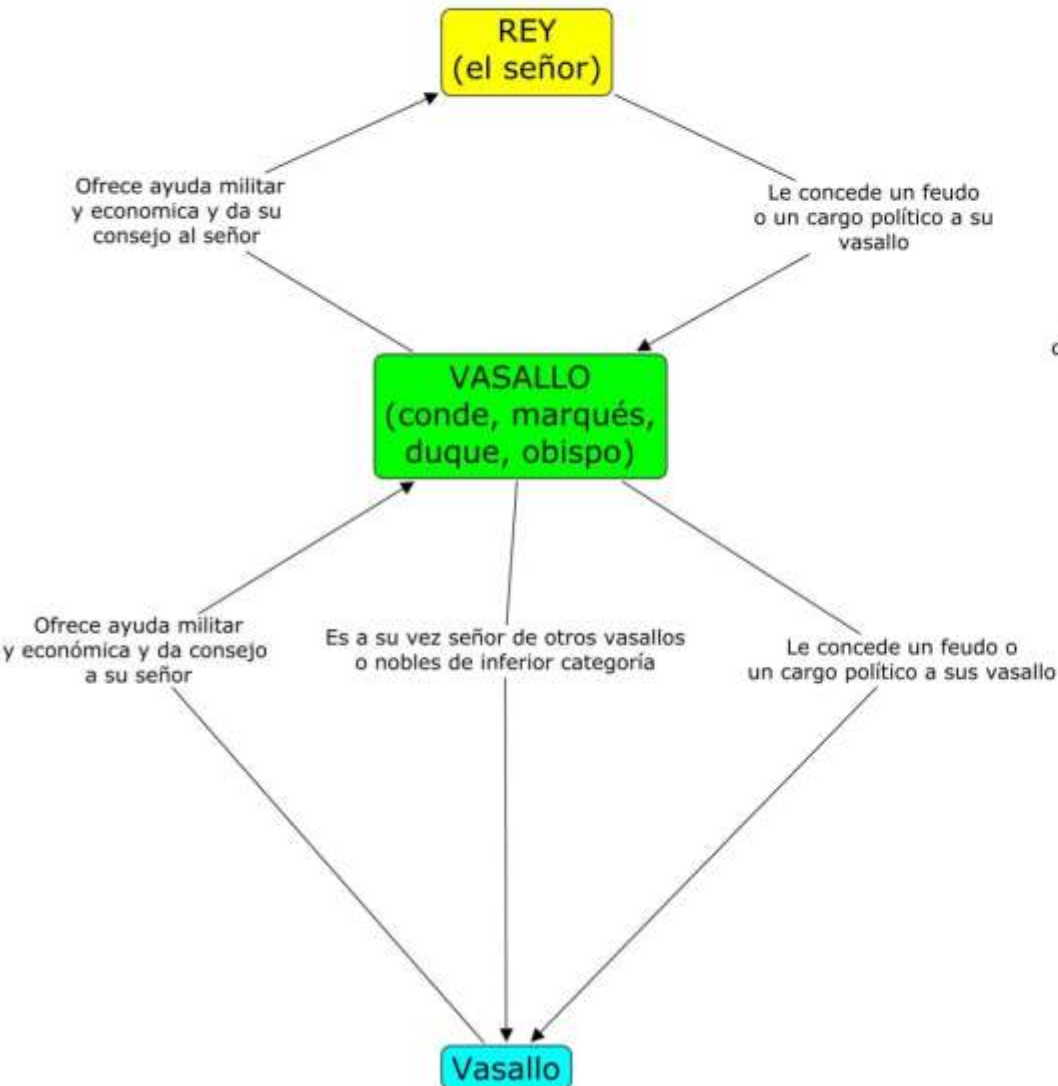 REY
(el señor)
Ofrece ayuda militar
y economica y da su
consejo al señor
Le concede un feudo
o un cargo político a su
vasallo
VASALLO
(conde, marqués,
duque, obispo)
Ofrece ayuda militar
y económica y da consejo
a su señor
Es a su vez señor de otros vasallos
o nobles de inferior categoría
Le concede un feudo o
un cargo político a sus vasallo
Vasallo